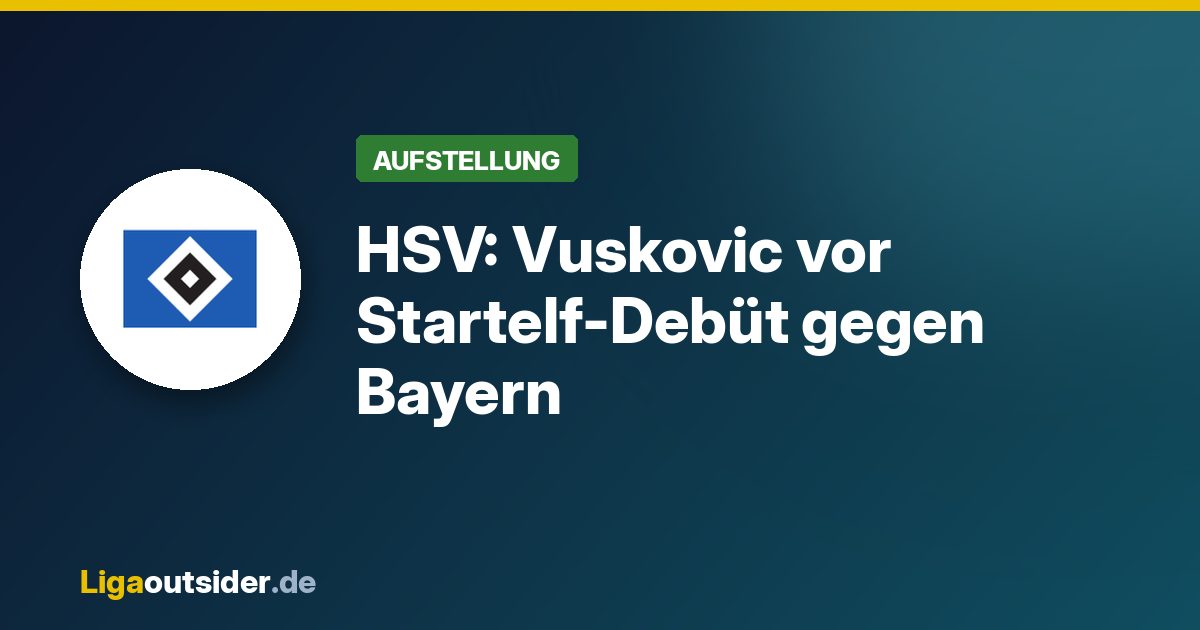 AUFSTELLUNG
HSV: Vuskovic vor
Startelf-Debüt gegen
Bayern
Ligaoutsider.de